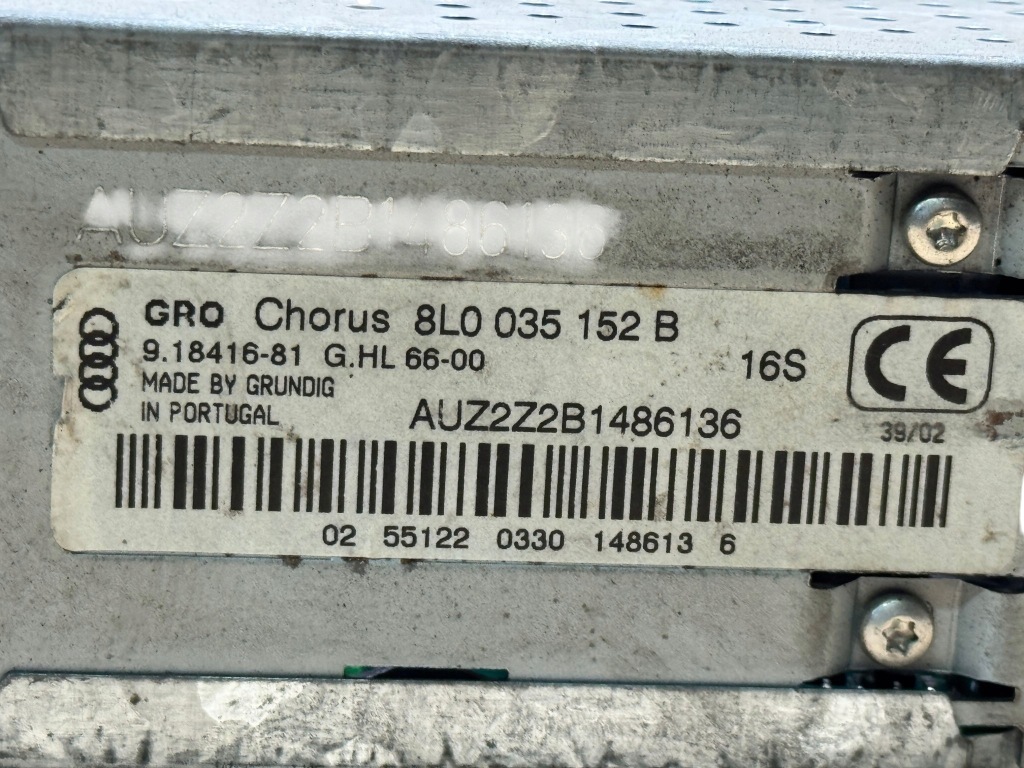 AUZ2Z2B1486136
GRO Chorus 8L0 035 152 B
9.18416-81 G.HL 66-00
16S
CE
MADE BY GRUNDIG
IN PORTUGAL
AUZ2Z2B1486136
39/02
02 55122 0330 148613 6